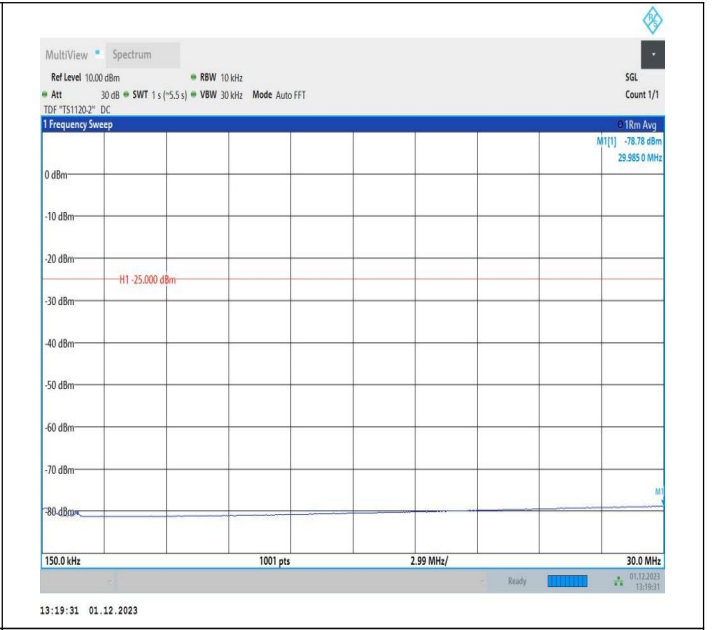 MultiView Spectrum
Ref Level 10.00 dBm RBW 10 kHz SGL
Att 30 dB SWT 1 s (~5.5 s) VBW 30 kHz Mode Auto FFT Count 1/1
TDF "TS1120-2" DC
1 Frequency Sweep 1Rm Avg
M1[1] -78.78 dBm
29.985 0 MHz
0 dBm
-10 dBm
-20 dBm
H1 -25.000 dBm
-30 dBm
-40 dBm
-50 dBm
-60 dBm
-70 dBm
M1
-80 dBm
150.0 kHz 1001 pts 2.99 MHz/ 30.0 MHz
Ready 01.12.2023
13:19:31
13:19:31 01.12.2023